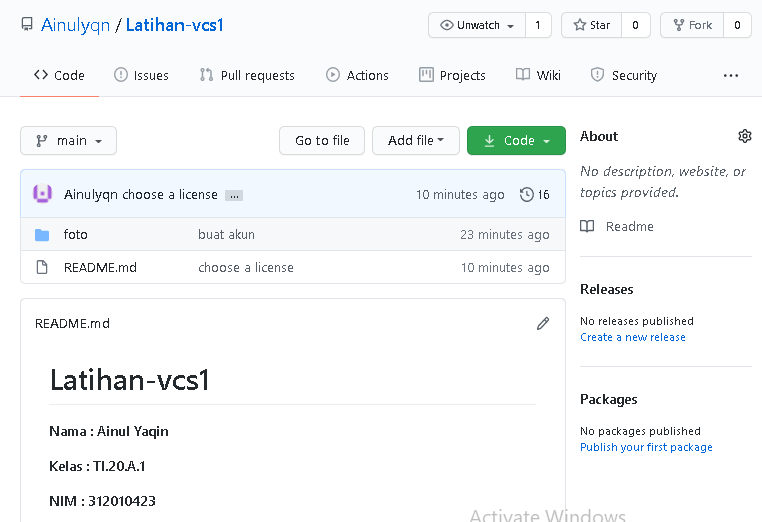 Ainulyqn / Latihan-vcs1
Unwatch 1 Star 0 Fork 0
Code Issues Pull requests Actions Projects Wiki Security ...
main Go to file Add file Code
Ainulyqn choose a license ... 10 minutes ago 16
foto buat akun 23 minutes ago
README.md choose a license 10 minutes ago
README.md
Latihan-vcs1
Nama : Ainul Yaqin
Kelas : TI.20.A.1
NIM : 312010423
About
No description, website, or
topics provided.
Readme
Releases
No releases published
Create a new release
Packages
No packages published
Publish your first package
Activate Windows